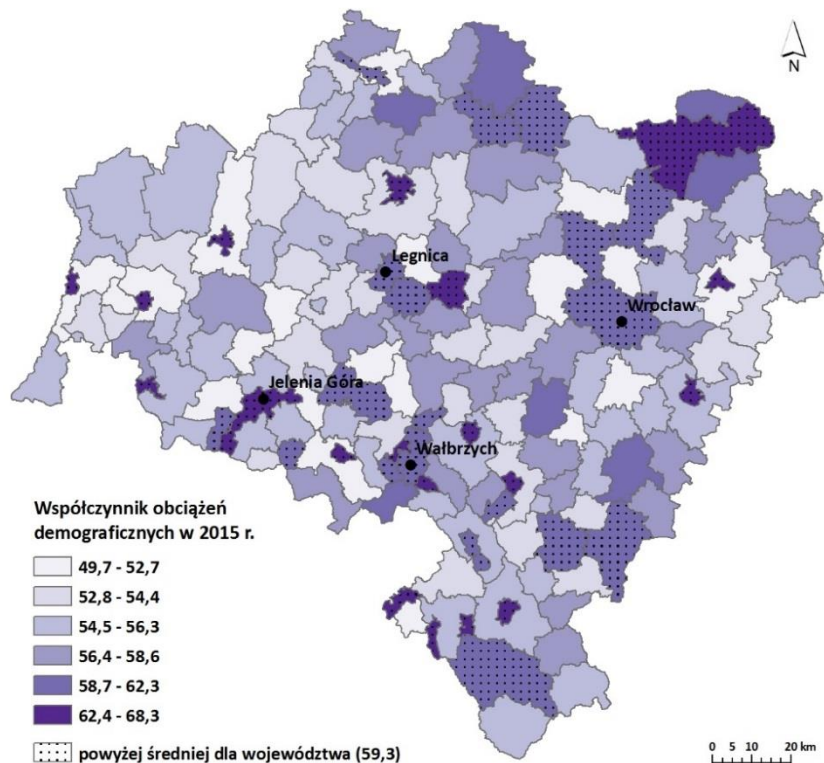 N
Legnica
Wrocław
Jelenia Góra
Wałbrzych
Współczynnik obciążeń
demograficznych w 2015 r.
49,7 - 52,7
52,8 - 54,4
54,5 - 56,3
56,4 - 58,6
58,7 - 62,3
62,4 - 68,3
powyżej średniej dla województwa (59,3)
0 5 10 20 km